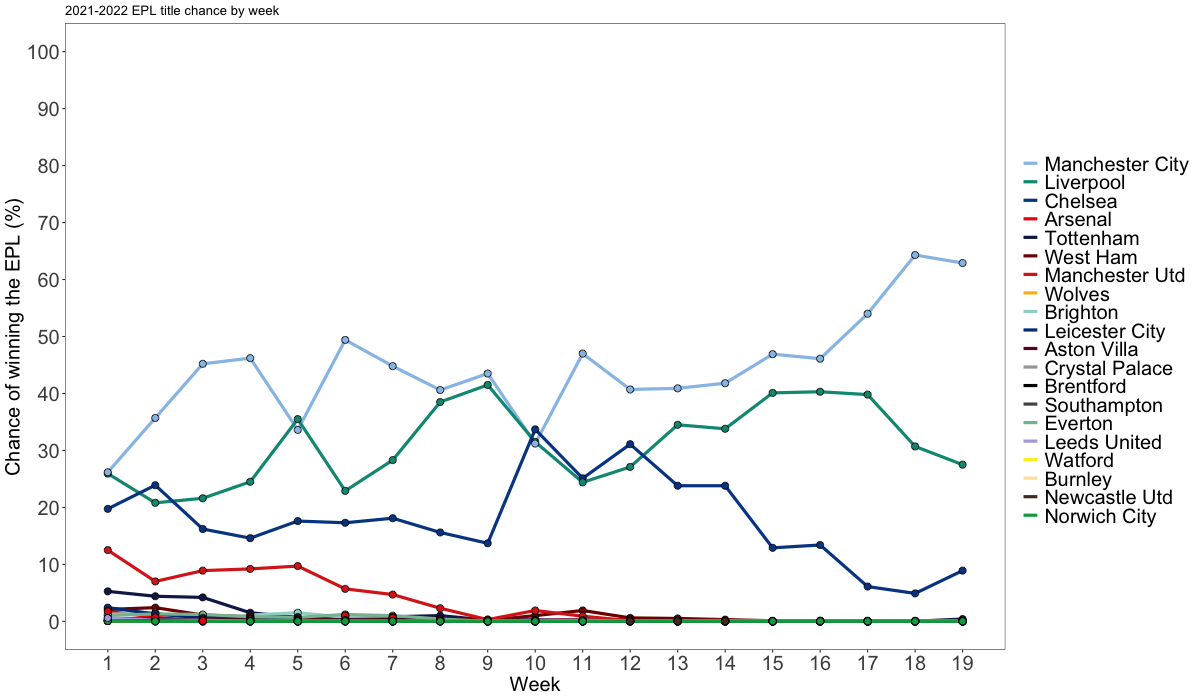 2021-2022 EPL title chance by week
100
90
80
70
60
50
40
30
20
10
0
Chance of winning the EPL (%)
1 2 3 4 5 6 7 8 9 10 11 12 13 14 15 16 17 18 19
Week
Manchester City
Liverpool
Chelsea
Arsenal
Tottenham
West Ham
Manchester Utd
Wolves
Brighton
Leicester City
Aston Villa
Crystal Palace
Brentford
Southampton
Everton
Leeds United
Watford
Burnley
Newcastle Utd
Norwich City